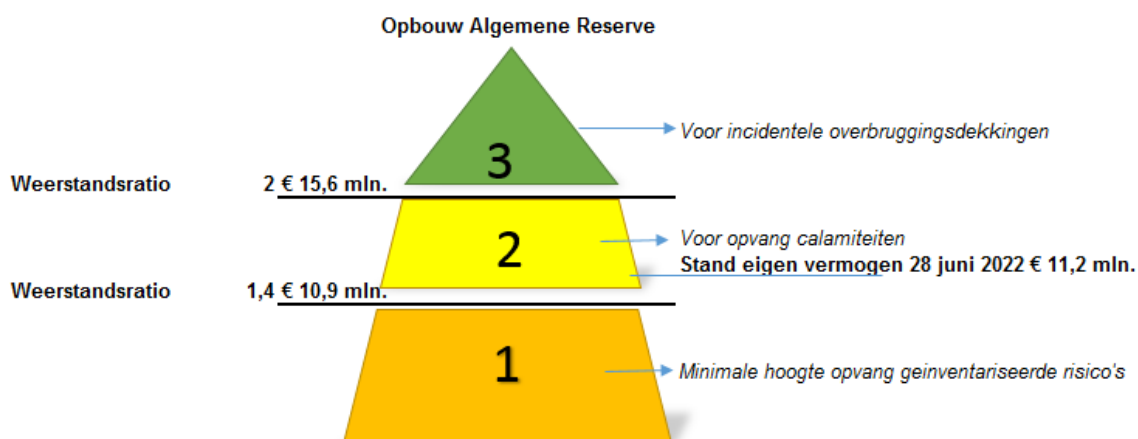 Opbouw Algemene Reserve
3
Voor incidentele overbruggingsdekkingen
Weerstandsratio 2 € 15,6 mln.
2
Voor opvang calamiteiten
Stand eigen vermogen 28 juni 2022 € 11,2 mln.
Weerstandsratio 1,4 € 10,9 mln.
1
Minimale hoogte opvang geinventariseerde risico's